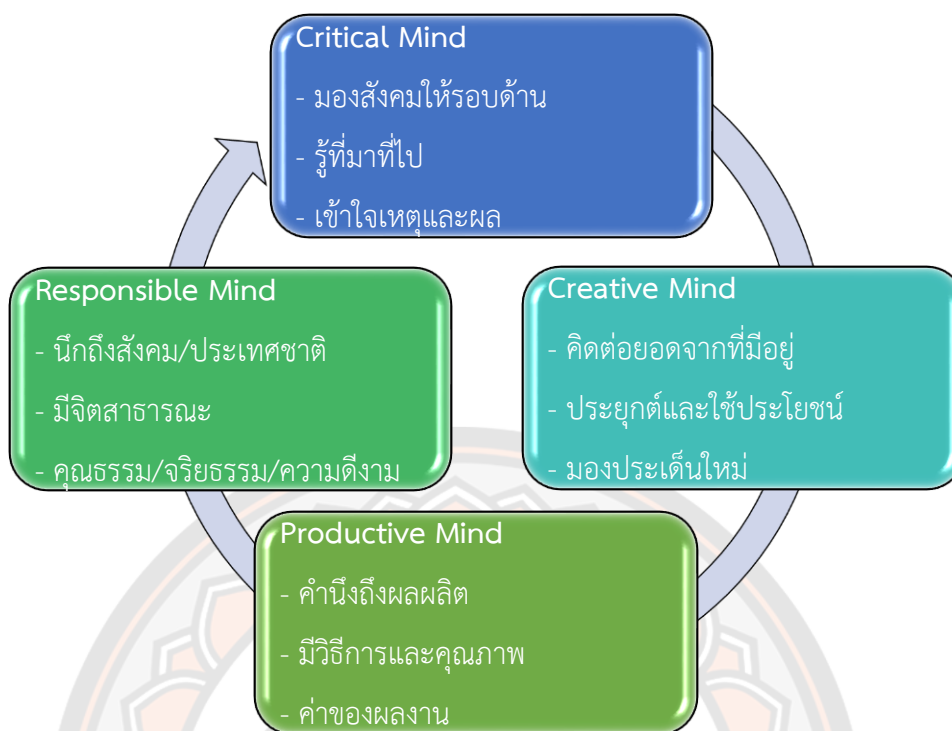 Critical Mind
- มองสังคมให้รอบด้าน
- รู้ที่มาที่ไป
- เข้าใจเหตุและผล
Creative Mind
- คิดต่อยอดจากที่มีอยู่
- ประยุกต์และใช้ประโยชน์
- มองประเด็นใหม่
Productive Mind
- คำนึงถึงผลผลิต
- มีวิธีการและคุณภาพ
- ค่าของผลงาน
Responsible Mind
- นึกถึงสังคม/ประเทศชาติ
- มีจิตสาธารณะ
- คุณธรรม/จริยธรรม/ความดีงาม